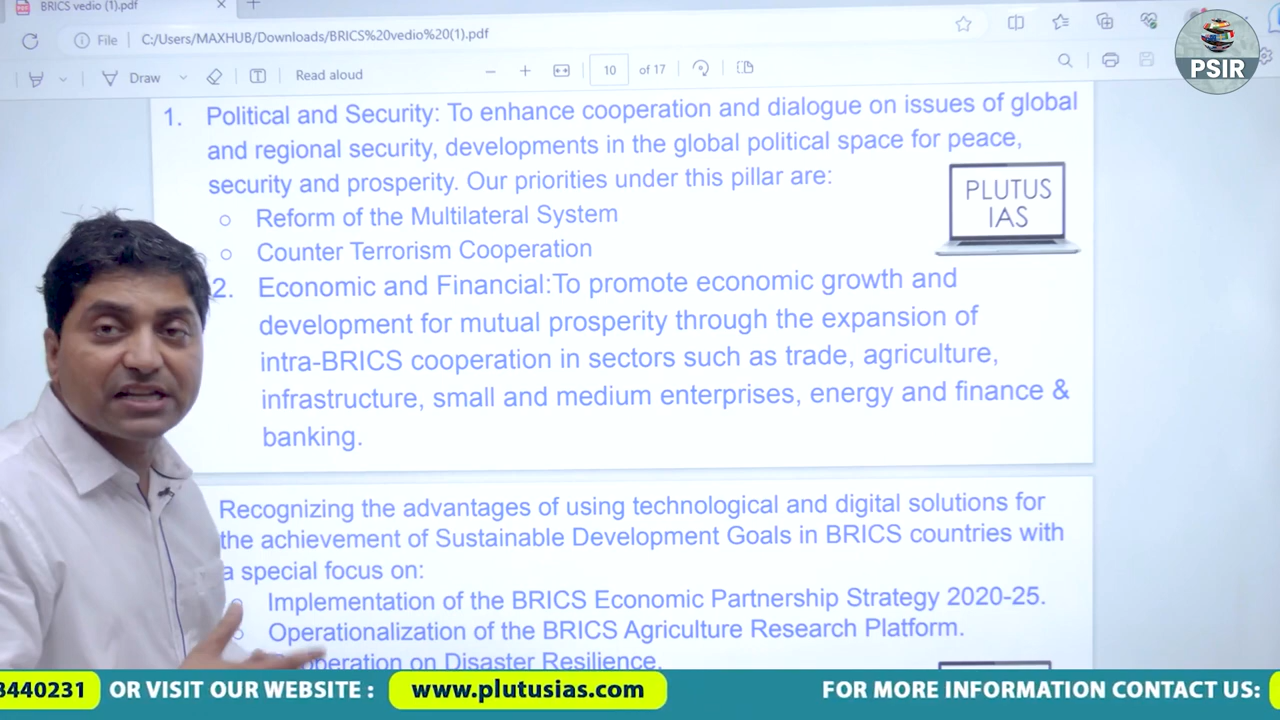 BRICS vedio (1).pdf
File
C:/Users/MAXHUB/Downloads/BRICS%20vedio%20(1).pdf
Draw
Read aloud
10 of 17
PSIR
1. Political and Security: To enhance cooperation and dialogue on issues of global
and regional security, developments in the global political space for peace,
security and prosperity. Our priorities under this pillar are:
○ Reform of the Multilateral System
○ Counter Terrorism Cooperation
PLUTUS
IAS
2. Economic and Financial:To promote economic growth and
development for mutual prosperity through the expansion of
intra-BRICS cooperation in sectors such as trade, agriculture,
infrastructure, small and medium enterprises, energy and finance &
banking.
Recognizing the advantages of using technological and digital solutions for
the achievement of Sustainable Development Goals in BRICS countries with
a special focus on:
Implementation of the BRICS Economic Partnership Strategy 2020-25.
Operationalization of the BRICS Agriculture Research Platform.
on Disaster Resilience.
8440231 OR VISIT OUR WEBSITE : www.plutusias.com FOR MORE INFORMATION CONTACT US: